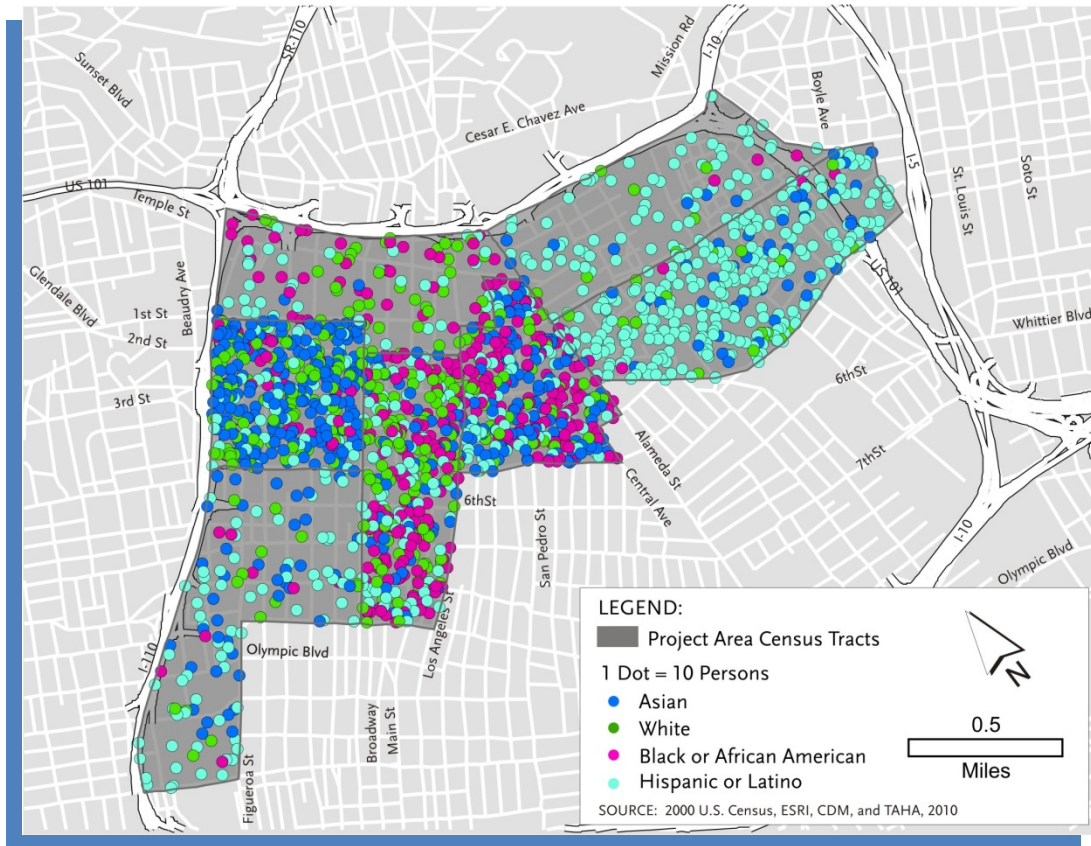 SR-110
Sunset Blvd
Mission Rd
I-10
Boyle Ave
Cesar E. Chavez Ave
I-5
St. Louis St
Soto St
US 101
Temple St
Glendale Blvd
Beaudry Ave
1st St
2nd St
3rd St
US 101
Whittier Blvd
6thSt
7thSt
Alameda St
Central Ave
6thSt
San Pedro St
I-10
Olympic Blvd
Los Angeles St
I-110
Olympic Blvd
Broadway
Main St
Figueroa St
LEGEND:
Project Area Census Tracts
1 Dot = 10 Persons
Asian
White
Black or African American
Hispanic or Latino
N
0.5
Miles
SOURCE: 2000 U.S. Census, ESRI, CDM, and TAHA, 2010